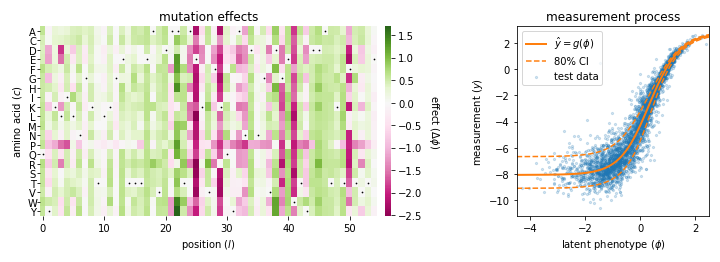 mutation effects
amino acid (c)
A
C
D
E
F
G
H
I
K
L
M
N
P
Q
R
S
T
V
W
Y
0 10 20 30 40 50
position (l)
1.5
1.0
0.5
0.0
−0.5
−1.0
−1.5
−2.0
−2.5
effect (Δϕ)
measurement process
measurement (y)
2
0
−2
−4
−6
−8
−10
ŷ = g(ϕ)
80% CI
test data
−4 −2 0 2
latent phenotype (ϕ)